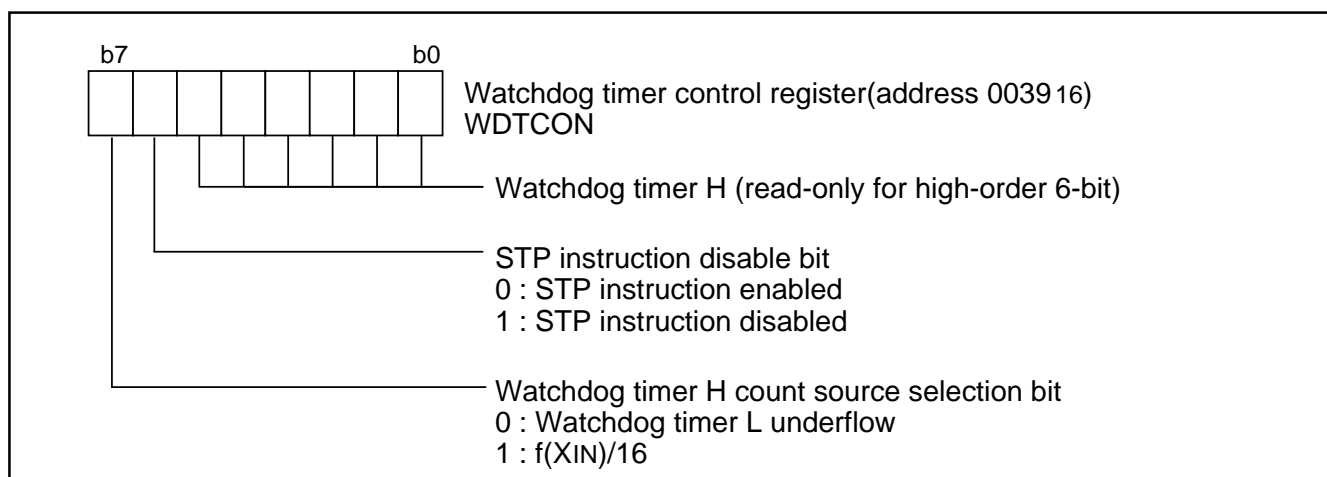 b7 b0
Watchdog timer control register(address 003916)
WDTCON
Watchdog timer H (read-only for high-order 6-bit)
STP instruction disable bit
0 : STP instruction enabled
1 : STP instruction disabled
Watchdog timer H count source selection bit
0 : Watchdog timer L underflow
1 : f(XIN)/16